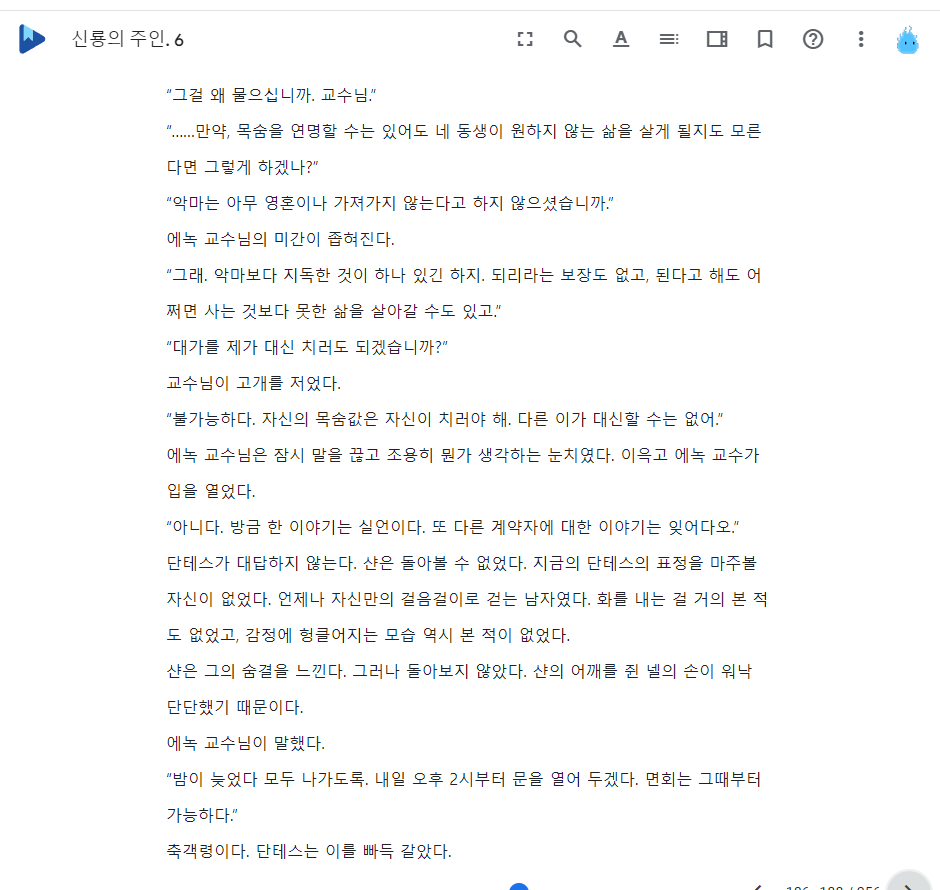 신룡의 주인. 6
"그걸 왜 물으십니까. 교수님."
"……만약, 목숨을 연명할 수는 있어도 네 동생이 원하지 않는 삶을 살게 될지도 모른
다면 그렇게 하겠나?"
"악마는 아무 영혼이나 가져가지 않는다고 하지 않으셨습니까."
에녹 교수님의 미간이 좁혀진다.
"그래. 악마보다 지독한 것이 하나 있긴 하지. 되리라는 보장도 없고, 된다고 해도 어
쩌면 사는 것보다 못한 삶을 살아갈 수도 있고."
"대가를 제가 대신 치러도 되겠습니까?"
교수님이 고개를 저었다.
"불가능하다. 자신의 목숨값은 자신이 치러야 해. 다른 이가 대신할 수는 없어."
에녹 교수님은 잠시 말을 끊고 조용히 뭔가 생각하는 눈치였다. 이윽고 에녹 교수가
입을 열었다.
"아니다. 방금 한 이야기는 실언이다. 또 다른 계약자에 대한 이야기는 잊어다오."
단테스가 대답하지 않는다. 샨은 돌아볼 수 없었다. 지금의 단테스의 표정을 마주볼
자신이 없었다. 언제나 자신만의 걸음걸이로 걷는 남자였다. 화를 내는 걸 거의 본 적
도 없었고, 감정에 헝클어지는 모습 역시 본 적이 없었다.
샨은 그의 숨결을 느낀다. 그러나 돌아보지 않았다. 샨의 어깨를 쥔 넬의 손이 워낙
단단했기 때문이다.
에녹 교수님이 말했다.
"밤이 늦었다 모두 나가도록. 내일 오후 2시부터 문을 열어 두겠다. 면회는 그때부터
가능하다."
축객령이다. 단테스는 이를 빠득 갈았다.